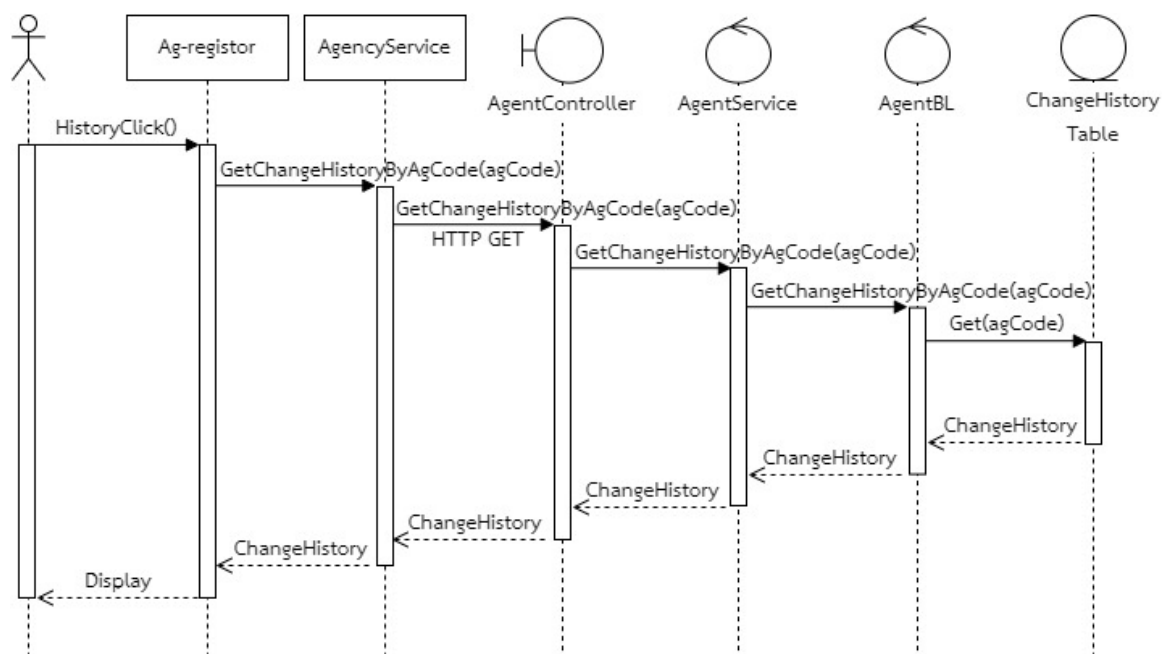 Ag-registor
AgencyService
AgentController
AgentService
AgentBL
ChangeHistory
Table
HistoryClick()
GetChangeHistoryByAgCode(agCode)
GetChangeHistoryByAgCode(agCode)
HTTP GET
GetChangeHistoryByAgCode(agCode)
GetChangeHistoryByAgCode(agCode)
Get(agCode)
ChangeHistory
ChangeHistory
ChangeHistory
ChangeHistory
ChangeHistory
Display